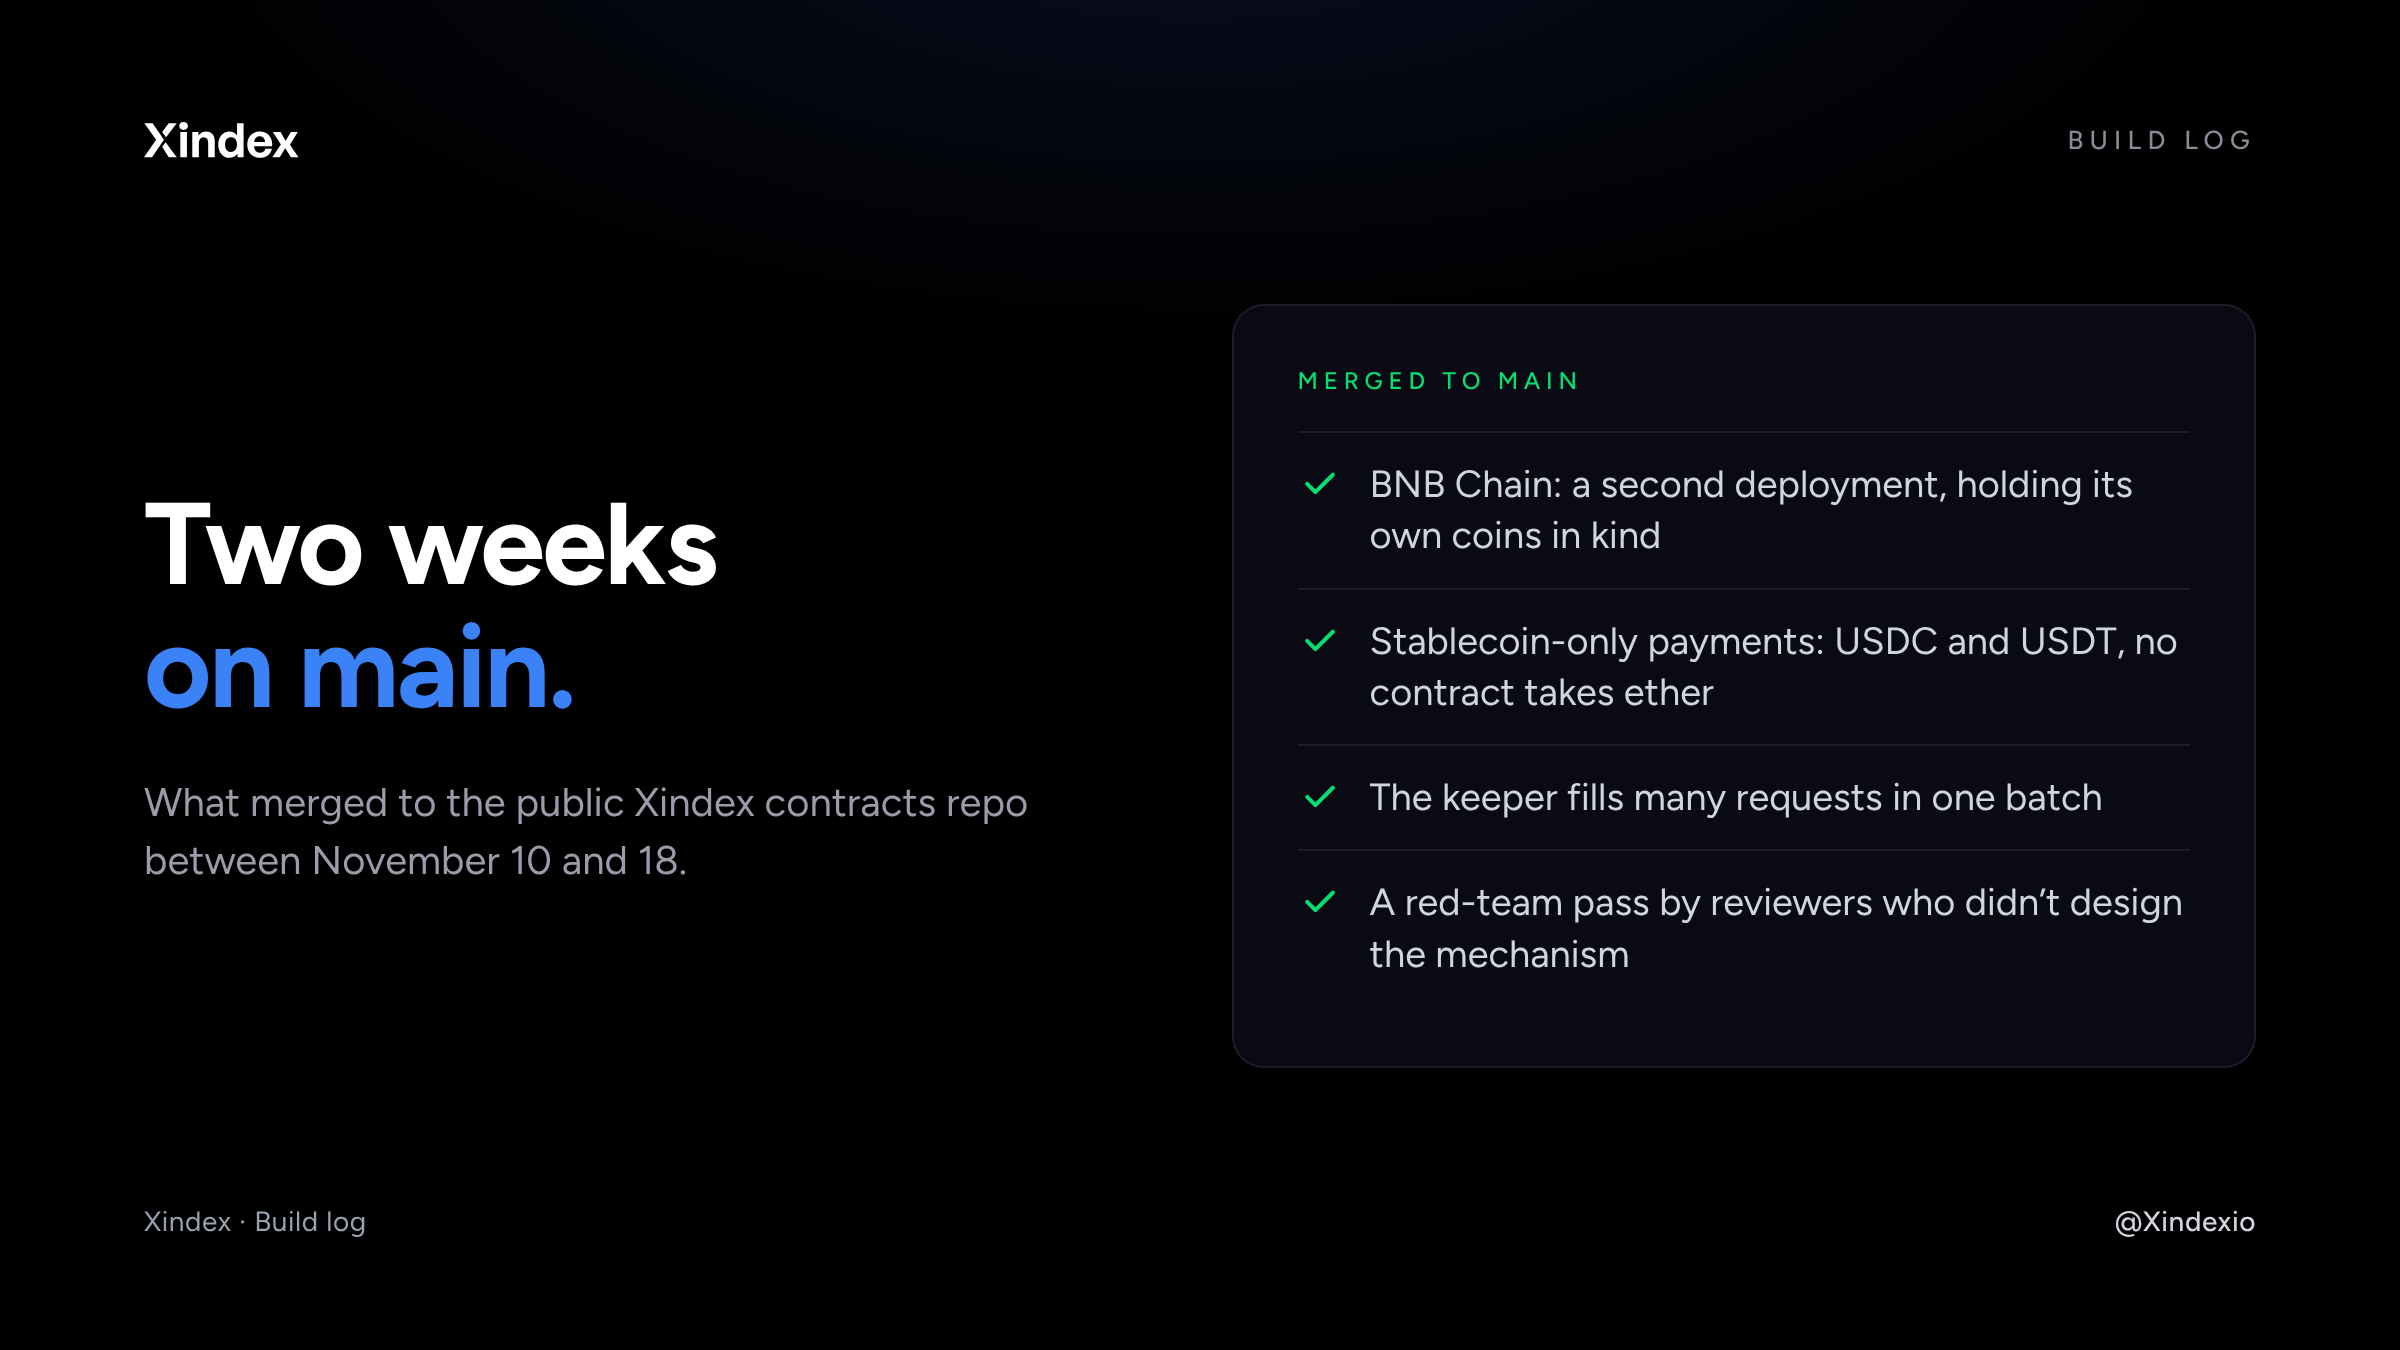 Xindex
BUILD LOG
Two weeks
on main.
What merged to the public Xindex contracts repo
between November 10 and 18.
MERGED TO MAIN
BNB Chain: a second deployment, holding its
own coins in kind
Stablecoin-only payments: USDC and USDT, no
contract takes ether
The keeper fills many requests in one batch
A red-team pass by reviewers who didn’t design
the mechanism
Xindex · Build log
@Xindexio